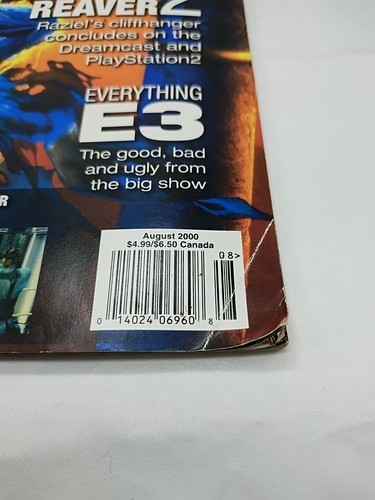 REAVER 2
Raziel's cliffhanger
concludes on the
Dreamcast and
PlayStation2
EVERYTHING
E3
The good, bad
and ugly from
the big show
R
August 2000
$4.99/$6.50 Canada
08>
0 14024 06960 8